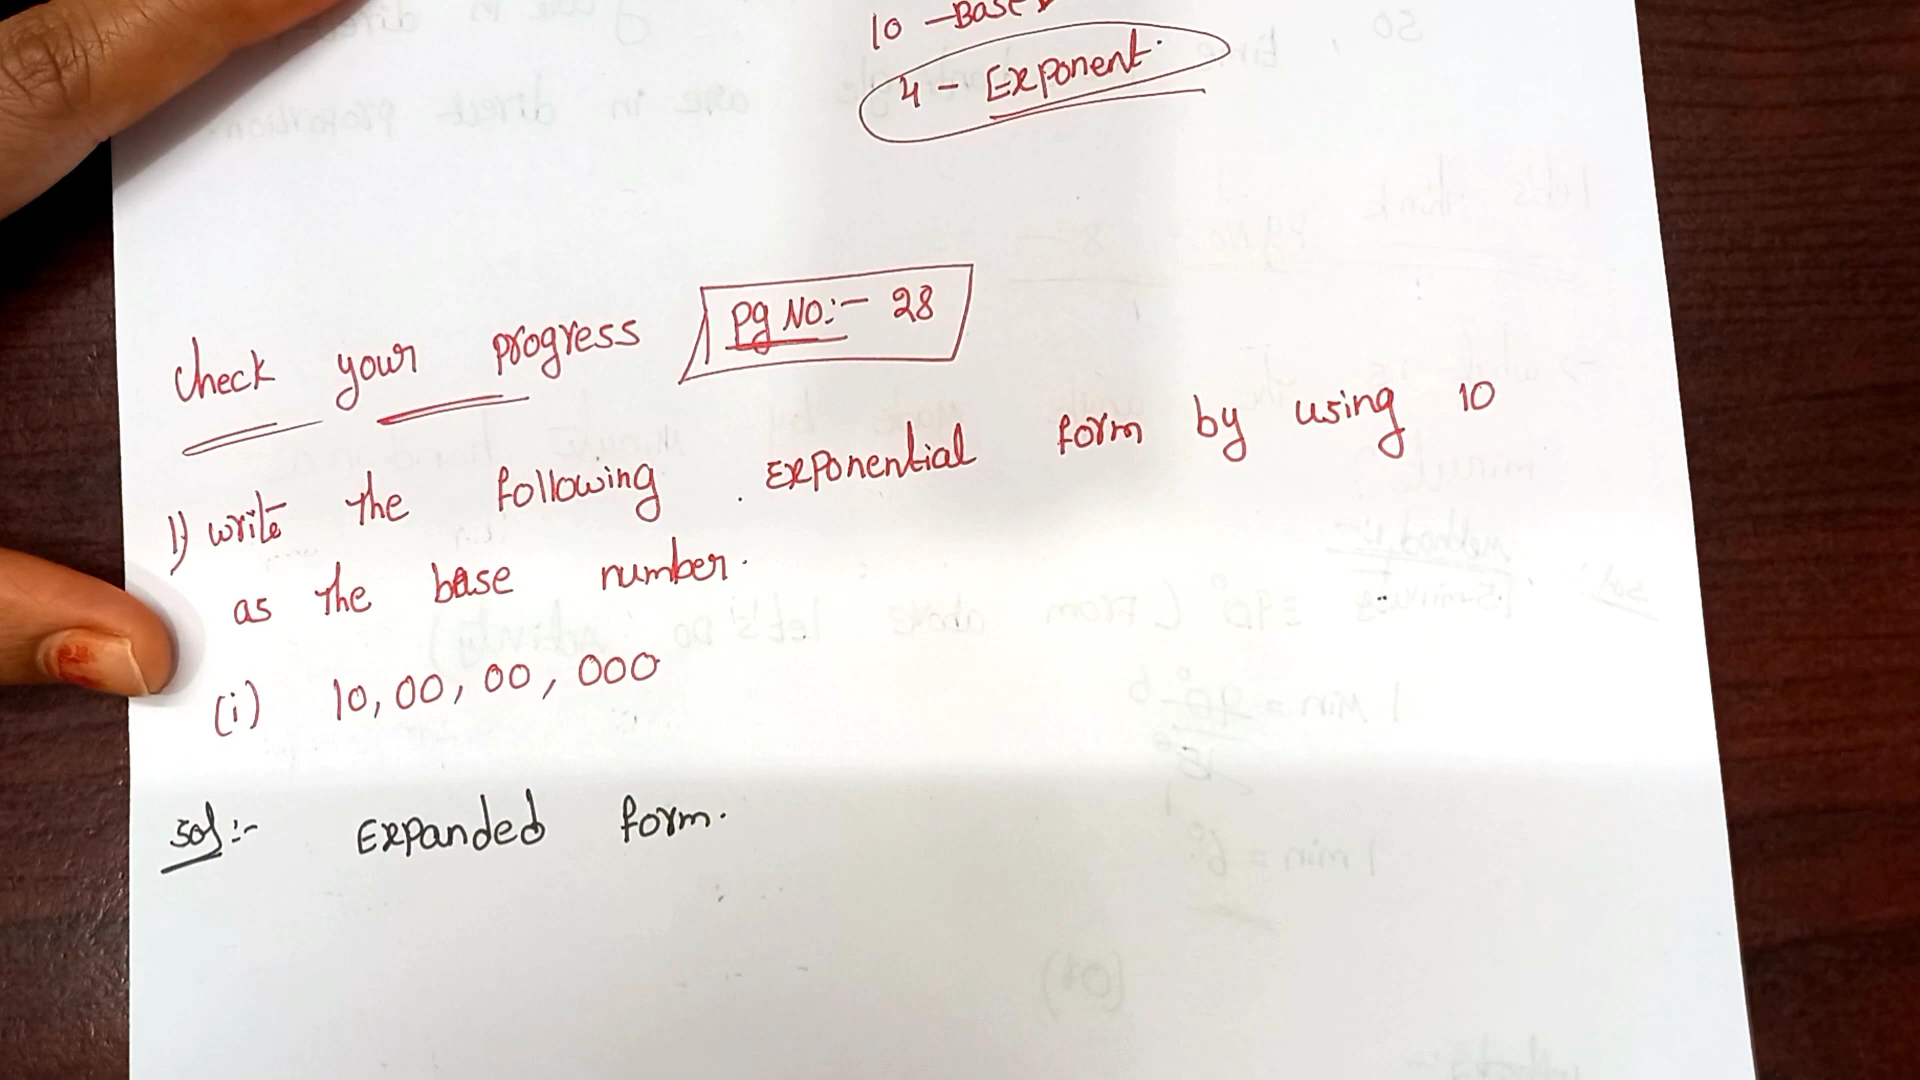 10 - Base
4 - Exponent.
Check your progress Pg No:- 28
1) write the following . Exponential form by using 10
as the base number.
(i) 10,00,00,000
Sol:- Expanded form.